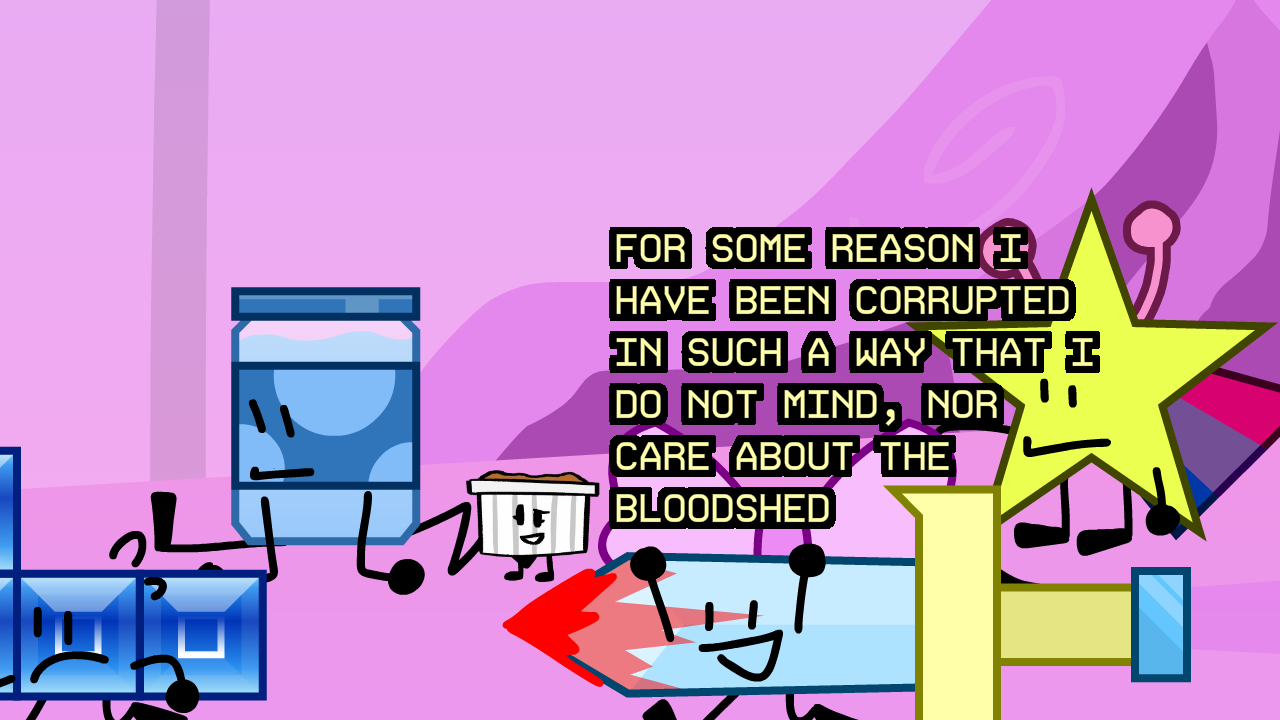 FOR SOME REASON I
HAVE BEEN CORRUPTED
IN SUCH A WAY THAT I
DO NOT MIND, NOR
CARE ABOUT THE
BLOODSHED